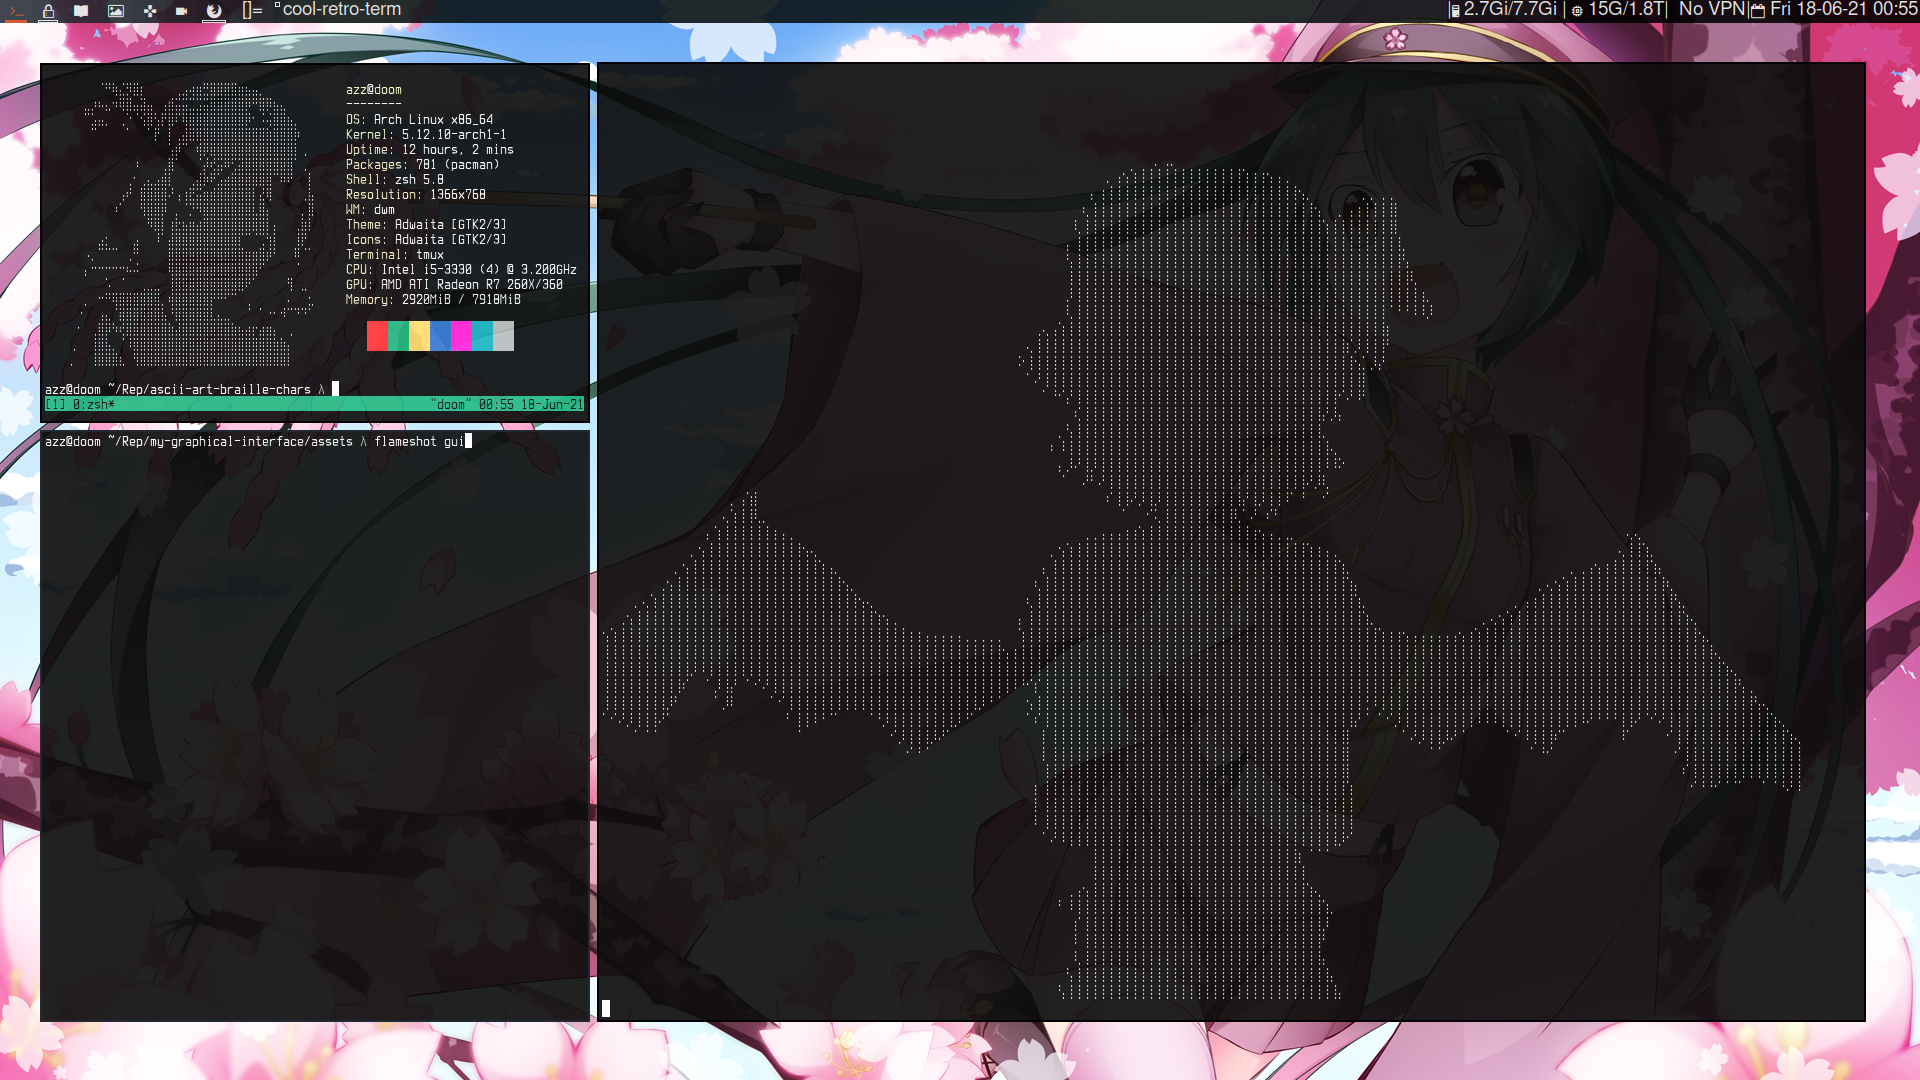 []= cool-retro-term
2.7Gi/7.7Gi | 15G/1.8T| No VPN| Fri 18-06-21 00:55
azz@doom
--------
OS: Arch Linux x86_64
Kernel: 5.12.10-arch1-1
Uptime: 12 hours, 2 mins
Packages: 781 (pacman)
Shell: zsh 5.8
Resolution: 1366x768
WM: dwm
Theme: Adwaita [GTK2/3]
Icons: Adwaita [GTK2/3]
Terminal: tmux
CPU: Intel i5-3330 (4) @ 3.200GHz
GPU: AMD ATI Radeon R7 260X/360
Memory: 2920MiB / 7918MiB
azz@doom ~/Rep/ascii-art-braille-chars λ
[1] 0:zsh* "doom" 00:55 18-Jun-21
azz@doom ~/Rep/my-graphical-interface/assets λ flameshot gui